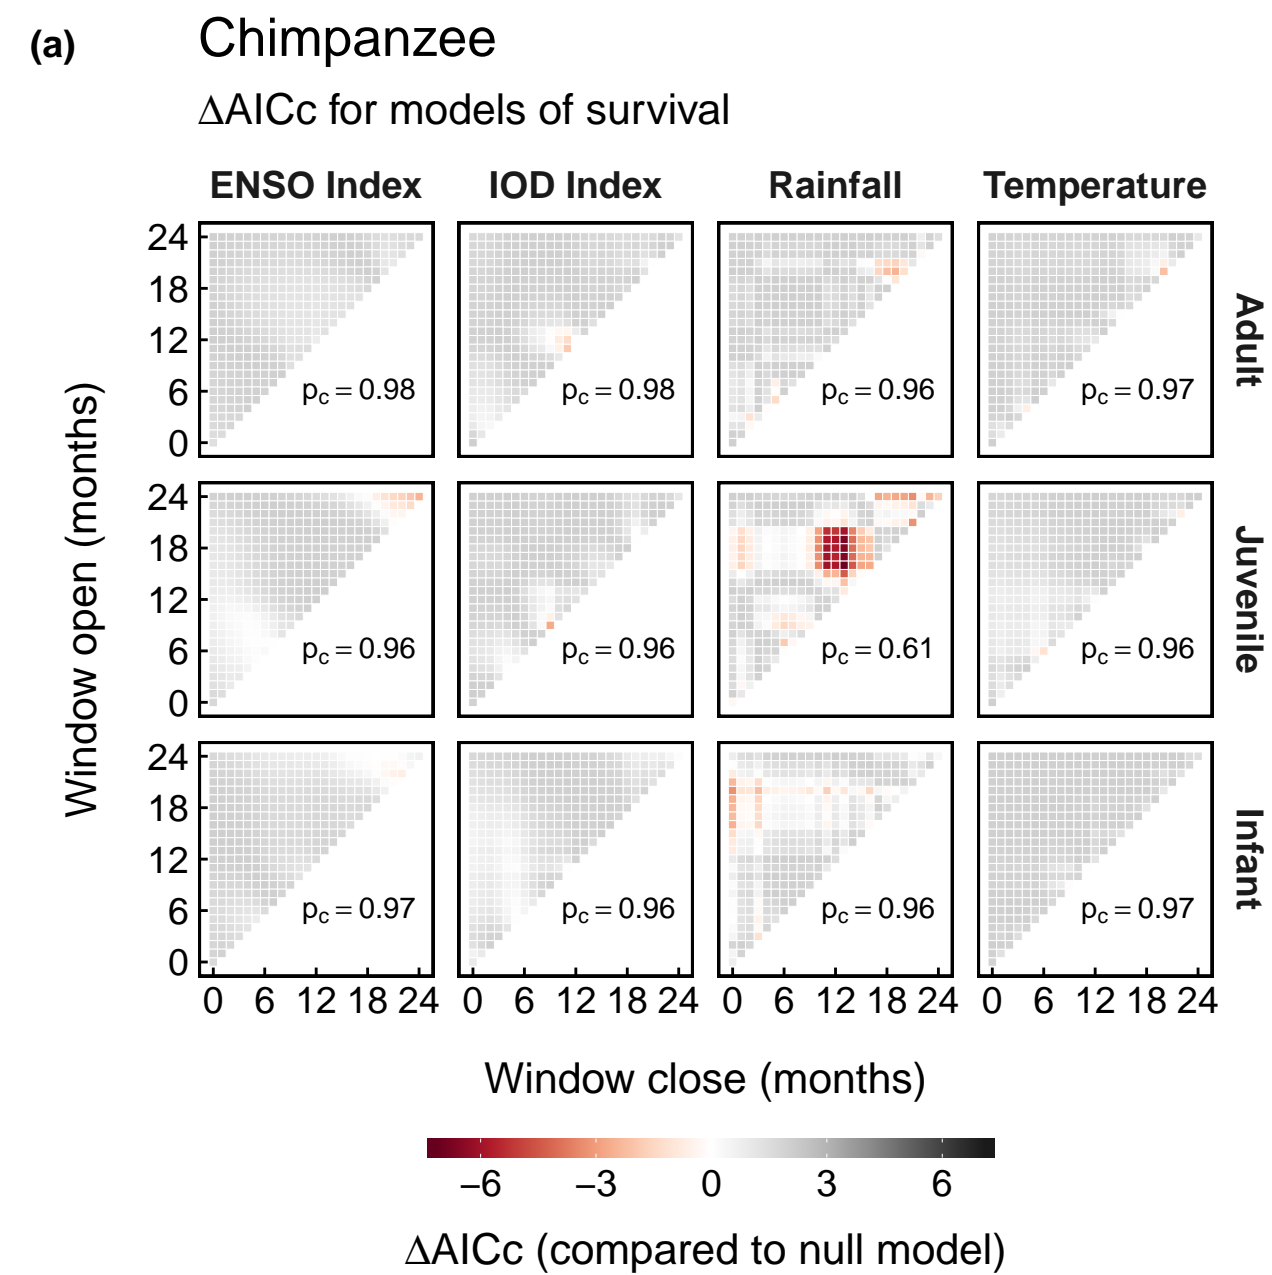 (a) Chimpanzee
ΔAICc for models of survival
ENSO Index IOD Index Rainfall Temperature
Window open (months)
24
18
12
6
0
pc = 0.98 pc = 0.98 pc = 0.96 pc = 0.97
Adult
24
18
12
6
0
pc = 0.96 pc = 0.96 pc = 0.61 pc = 0.96
Juvenile
24
18
12
6
0
pc = 0.97 pc = 0.96 pc = 0.96 pc = 0.97
Infant
0 6 12 18 24 0 6 12 18 24 0 6 12 18 24 0 6 12 18 24
Window close (months)
−6 −3 0 3 6
ΔAICc (compared to null model)